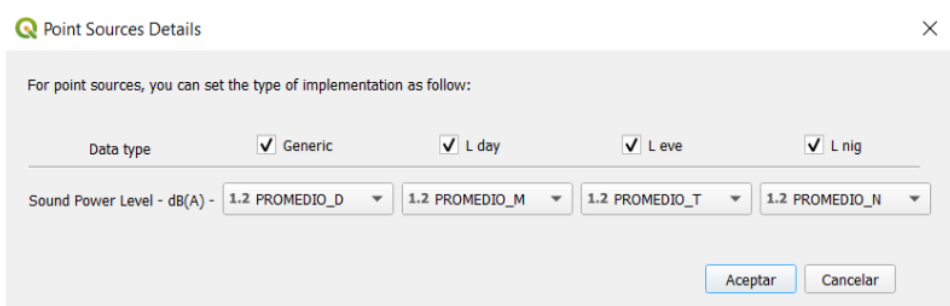 Point Sources Details
For point sources, you can set the type of implementation as follow:
Data type Generic L day L eve L nig
Sound Power Level - dB(A) - 1.2 PROMEDIO_D 1.2 PROMEDIO_M 1.2 PROMEDIO_T 1.2 PROMEDIO_N
Aceptar Cancelar